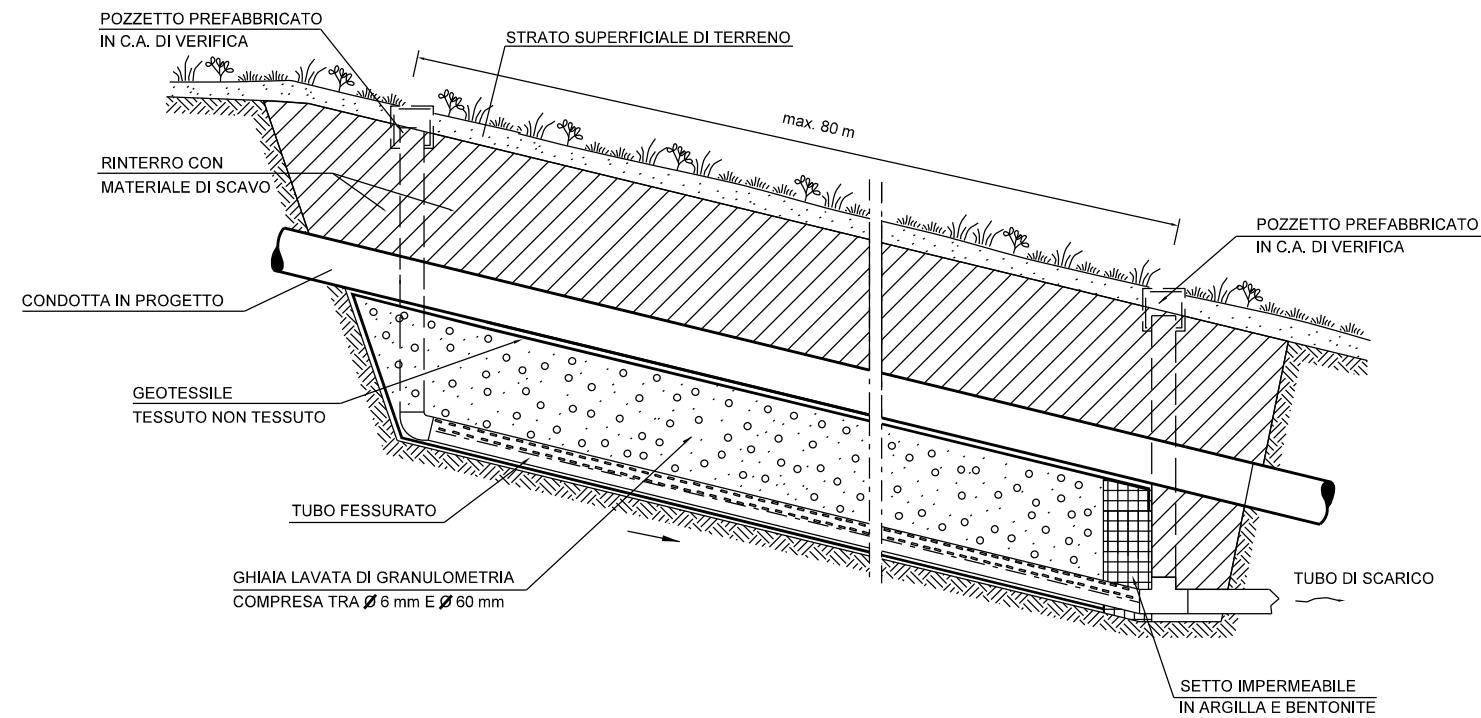 POZZETTO PREFABBRICATO
IN C.A. DI VERIFICA
STRATO SUPERFICIALE DI TERRENO
max. 80 m
RINTERRO CON
MATERIALE DI SCAVO
POZZETTO PREFABBRICATO
IN C.A. DI VERIFICA
CONDOTTA IN PROGETTO
GEOTESSILE
TESSUTO NON TESSUTO
TUBO FESSURATO
GHIAIA LAVATA DI GRANULOMETRIA
COMPRESA TRA Ø 6 mm E Ø 60 mm
TUBO DI SCARICO
SETTO IMPERMEABILE
IN ARGILLA E BENTONITE